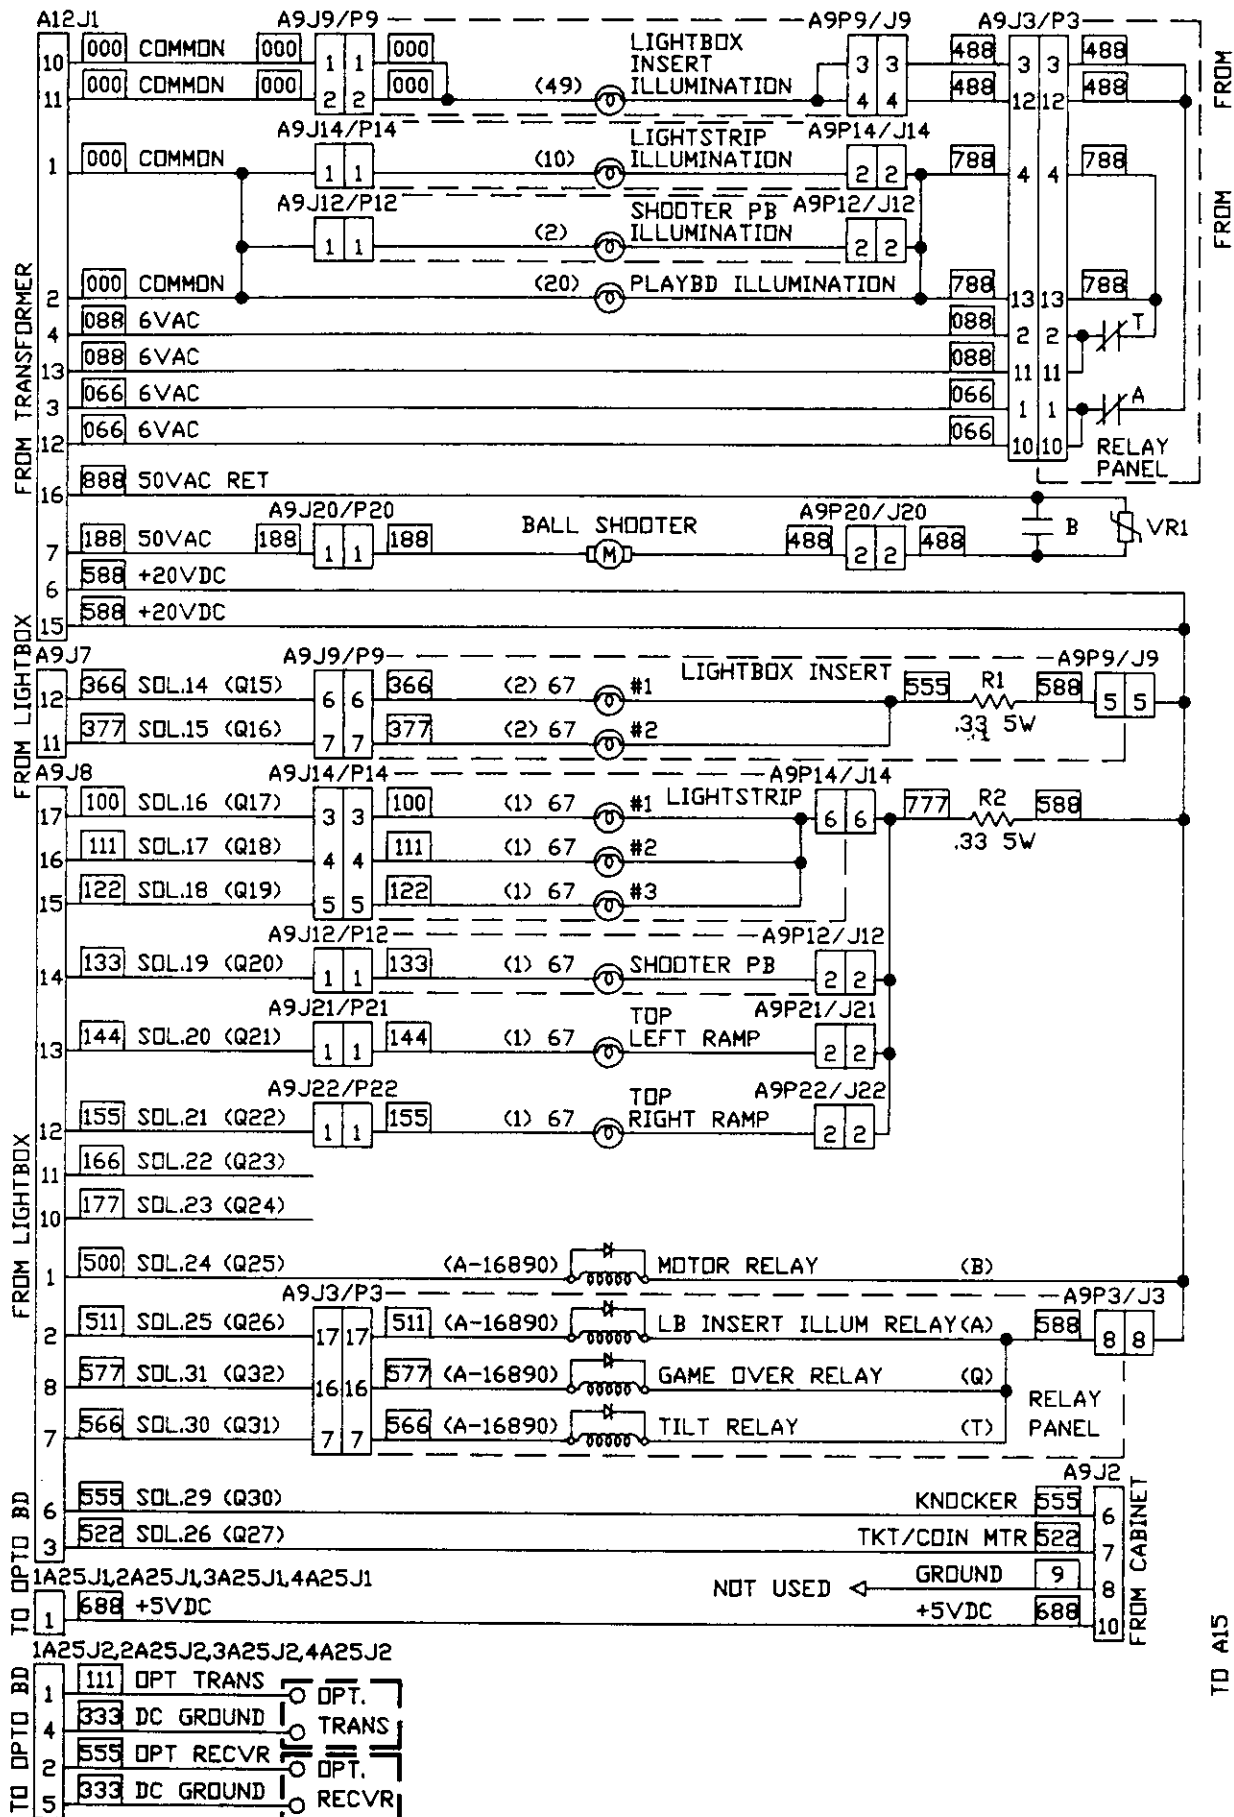 A12J1 A9J9/P9 A9P9/J9 A9J3/P3
10 000 COMMON 000 1 1 000 LIGHTBOX INSERT ILLUMINATION 3 3 488 3 3 488
11 000 COMMON 000 2 2 000 (49) 4 4 488 12 12 488
A9J14/P14 A9P14/J14
1 000 COMMON 1 1 (10) LIGHTSTRIP ILLUMINATION 2 2 788 4 4 788
A9J12/P12 A9P12/J12
1 1 (2) SHOOTER PB ILLUMINATION 2 2
2 000 COMMON (20) PLAYBD ILLUMINATION 788 13 13 788
4 088 6VAC 088 2 2 T
13 088 6VAC 088 11 11
3 066 6VAC 066 1 1 A
12 066 6VAC 066 10 10 RELAY PANEL
FROM TRANSFORMER
FROM
FROM
16 888 50VAC RET
A9J20/P20 BALL SHOOTER A9P20/J20
7 188 50VAC 188 1 1 188 M 488 2 2 488 B VR1
6 588 +20VDC
15 588 +20VDC
FROM LIGHTBOX
A9J7 A9J9/P9 LIGHTBOX INSERT A9P9/J9
12 366 SOL.14 (Q15) 6 6 366 (2) 67 #1 555 R1 588 5 5
11 377 SOL.15 (Q16) 7 7 377 (2) 67 #2 .33 5W
A9J8 A9J14/P14 A9P14/J14
17 100 SOL.16 (Q17) 3 3 100 (1) 67 #1 LIGHTSTRIP 6 6 777 R2 588
16 111 SOL.17 (Q18) 4 4 111 (1) 67 #2 .33 5W
15 122 SOL.18 (Q19) 5 5 122 (1) 67 #3
A9J12/P12 A9P12/J12
14 133 SOL.19 (Q20) 1 1 133 (1) 67 SHOOTER PB 2 2
A9J21/P21 A9P21/J21
13 144 SOL.20 (Q21) 1 1 144 (1) 67 TOP LEFT RAMP 2 2
A9J22/P22 A9P22/J22
12 155 SOL.21 (Q22) 1 1 155 (1) 67 TOP RIGHT RAMP 2 2
11 166 SOL.22 (Q23)
10 177 SOL.23 (Q24)
FROM LIGHTBOX
1 500 SOL.24 (Q25) (A-16890) MOTOR RELAY (B)
A9J3/P3 A9P3/J3
2 511 SOL.25 (Q26) 17 17 511 (A-16890) LB INSERT ILLUM RELAY(A) 588 8 8
8 577 SOL.31 (Q32) 16 16 577 (A-16890) GAME OVER RELAY (Q)
7 566 SOL.30 (Q31) 7 7 566 (A-16890) TILT RELAY (T)
RELAY PANEL
A9J2
6 555 SOL.29 (Q30) KNOCKER 555 6
3 522 SOL.26 (Q27) TKT/COIN MTR 522 7
NOT USED GROUND 9 8
1A25J1,2A25J1,3A25J1,4A25J1
1 688 +5VDC +5VDC 688 10
FROM CABINET
TO OPTO BD
1A25J2,2A25J2,3A25J2,4A25J2
1 111 OPT TRANS OPT.
4 333 DC GROUND TRANS
2 555 OPT RECVR OPT.
5 333 DC GROUND RECVR
TO OPTO BD
TO A15